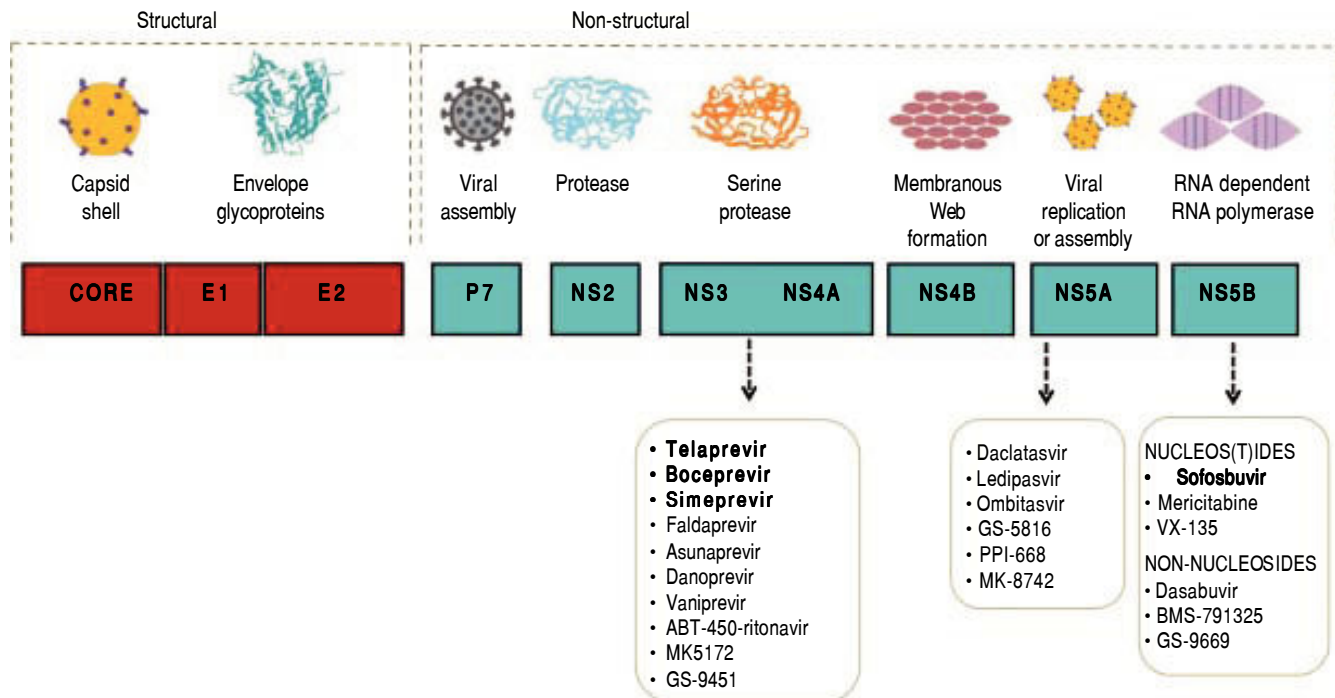 Structural
Non-structural
Capsid
shell
Envelope
glycoproteins
Viral
assembly
Protease
Serine
protease
Membranous
Web
formation
Viral
replication
or assembly
RNA dependent
RNA polymerase
CORE
E1
E2
P7
NS2
NS3 NS4A
NS4B
NS5A
NS5B
• Telaprevir
• Boceprevir
• Simeprevir
• Faldaprevir
• Asunaprevir
• Danoprevir
• Vaniprevir
• ABT-450-ritonavir
• MK5172
• GS-9451
• Daclatasvir
• Ledipasvir
• Ombitasvir
• GS-5816
• PPI-668
• MK-8742
NUCLEOS(T)IDES
• Sofosbuvir
• Mericitabine
• VX-135
NON-NUCLEOSIDES
• Dasabuvir
• BMS-791325
• GS-9669